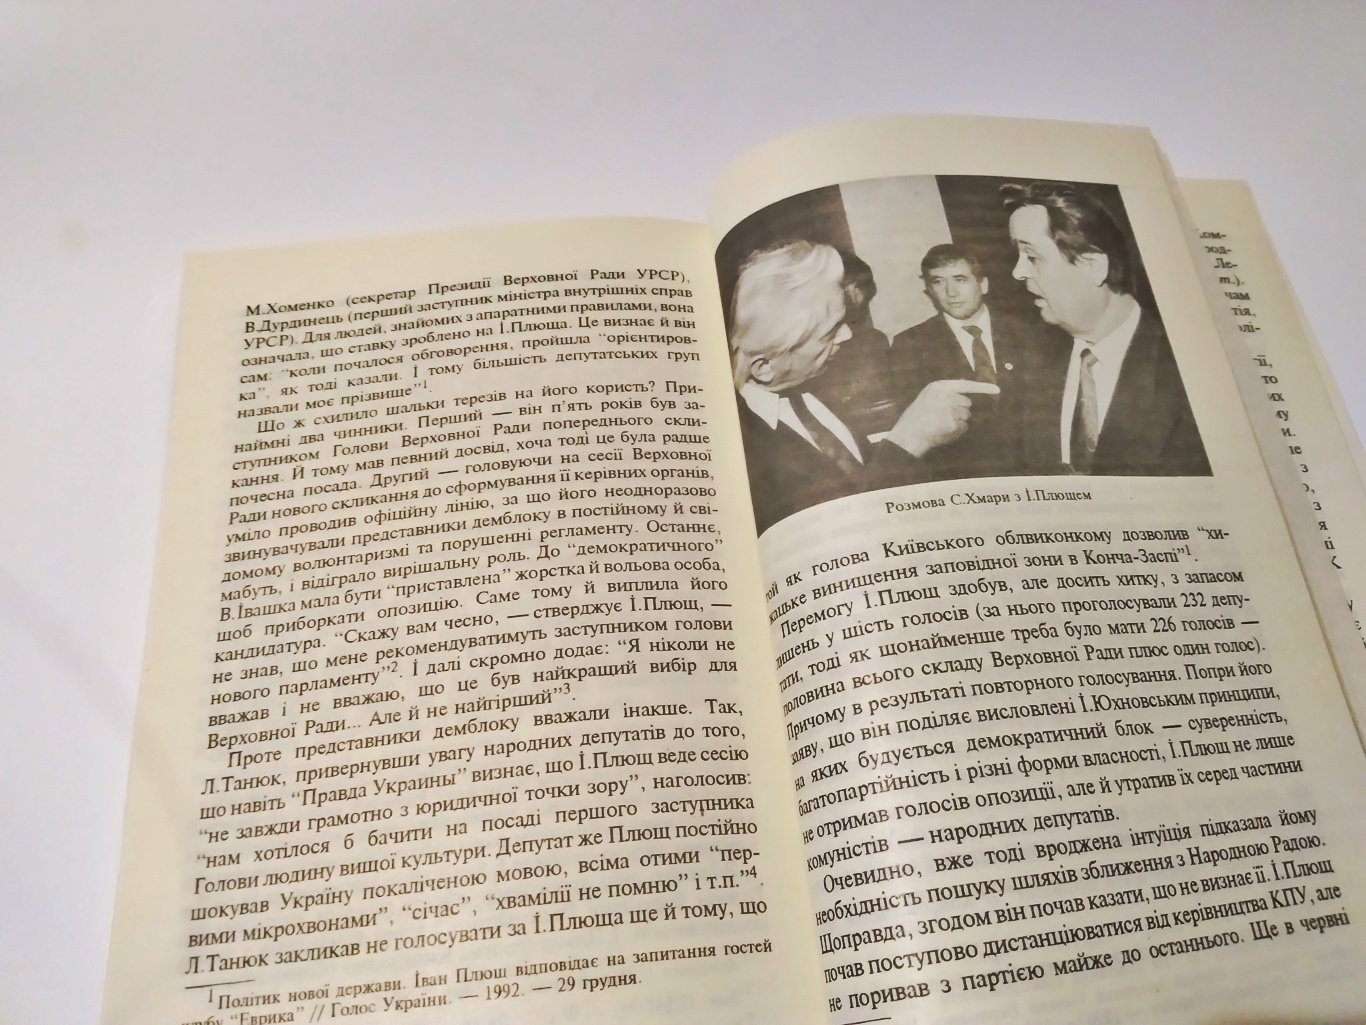 М.Хоменко (секретар Президії Верховної Ради УРСР),
В.Дурдинець (перший заступник міністра внутрішніх справ
УРСР). Для людей, знайомих з апаратними правилами, вона
означала, що ставку зроблено на І.Плюща. Це визнає й він
сам: "коли почалося обговорення, пройшла "орієнтиров-
ка", як тоді казали. І тому більшість депутатських груп
назвали моє прізвище"1.
Що ж схилило шальки терезів на його користь? При-
наймні два чинники. Перший — він п'ять років був за-
ступником Голови Верховної Ради попереднього скли-
кання. Й тому мав певний досвід, хоча тоді це була радше
почесна посада. Другий — головуючи на сесії Верховної
Ради нового скликання до сформування її керівних органів,
уміло проводив офіційну лінію, за що його неодноразово
звинувачували представники демблоку в постійному й сві-
домому волюнтаризмі та порушенні регламенту. Останнє,
мабуть, і відіграло вирішальну роль. До "демократичного"
В.Івашка мала бути "приставлена" жорстка й вольова особа,
щоб приборкати опозицію. Саме тому й виплила його
кандидатура. "Скажу вам чесно, — стверджує І.Плющ, —
не знав, що мене рекомендуватимуть заступником голови
нового парламенту"2. І далі скромно додає: "Я ніколи не
вважав і не вважаю, що це був найкращий вибір для
Верховної Ради... Але й не найгірший"3.
Проте представники демблоку вважали інакше. Так,
Л.Танюк, привернувши увагу народних депутатів до того,
що навіть "Правда Украины" визнає, що І.Плющ веде сесію
"не завжди грамотно з юридичної точки зору", наголосив:
"нам хотілося б бачити на посаді першого заступника
Голови людину вищої культури. Депутат же Плющ постійно
шокував Україну покаліченою мовою, всіма отими "пер-
вими мікрохвонами", "січас", "хвамілії не помню" і т.п."4.
Л.Танюк закликав не голосувати за І.Плюща ще й тому, що
1 Політик нової держави. Іван Плющ відповідає на запитання гостей
клубу "Еврика" // Голос України. — 1992. — 29 грудня.
Розмова С.Хмари з І.Плющем
той як голова Київського облвиконкому дозволив "хи-
жацьке винищення заповідної зони в Конча-Заспі"1.
Перемогу І.Плющ здобув, але досить хитку, з запасом
лишень у шість голосів (за нього проголосували 232 депу-
тати, тоді як щонайменше треба було мати 226 голосів —
половина всього складу Верховної Ради плюс один голос).
Причому в результаті повторного голосування. Попри його
заяву, що він поділяє висловлені І.Юхновським принципи,
на яких будується демократичний блок — суверенність,
багатопартійність і різні форми власності, І.Плющ не лише
не отримав голосів опозиції, але й утратив їх серед частини
комуністів — народних депутатів.
Очевидно, вже тоді вроджена інтуїція підказала йому
необхідність пошуку шляхів зближення з Народною Радою.
Щоправда, згодом він почав казати, що не визнає її. І.Плющ
почав поступово дистанціюватися від керівництва КПУ, але
не поривав з партією майже до останнього. Ще в червні